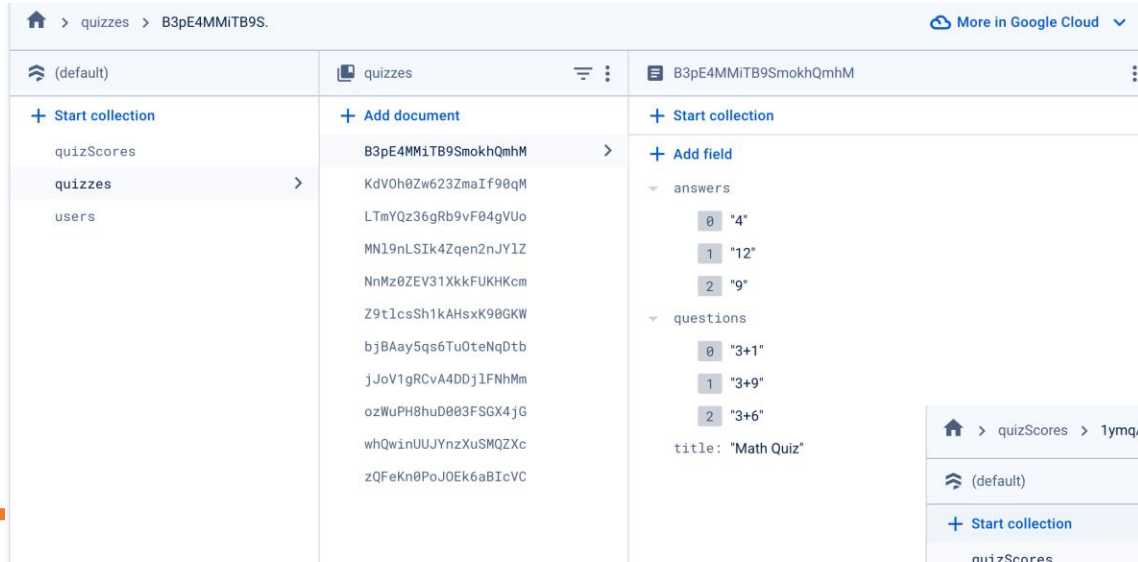 > quizzes > B3pE4MMiTB9S.
More in Google Cloud
(default)
+ Start collection
quizScores
quizzes
users
quizzes
+ Add document
B3pE4MMiTB9SmokhQmhM
KdVOh0Zw623ZmaIf90qM
LTmYQz36gRb9vF04gVUo
MNl9nLSIk4Zqen2nJYlZ
NnMz0ZEV31XkkFUKHKcm
Z9tlcsSh1kAHsxK90GKW
bjBAay5qs6TuOteNqDtb
jJoV1gRCvA4DDjlFNhMm
ozWuPH8huD003FSGX4jG
whQwinUUJYnzXuSMQZXc
zQFeKn0PoJOEk6aBIcVC
B3pE4MMiTB9SmokhQmhM
+ Start collection
+ Add field
answers
0 "4"
1 "12"
2 "9"
questions
0 "3+1"
1 "3+9"
2 "3+6"
title: "Math Quiz"
> quizScores > 1ymq
(default)
+ Start collection
quizScores